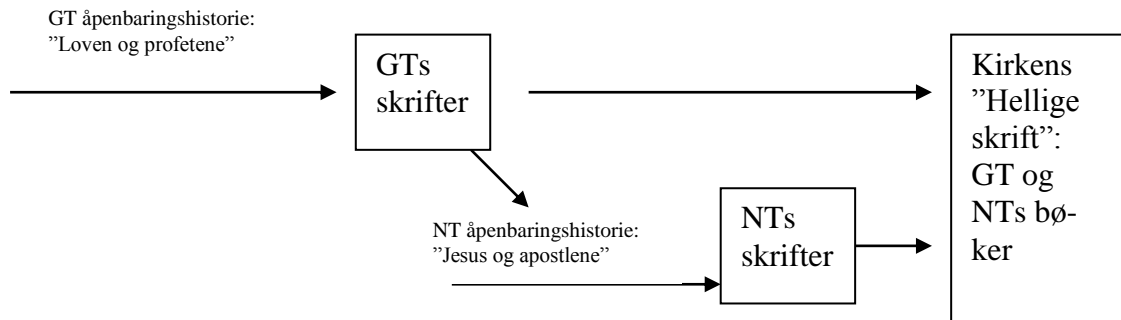 GT åpenbaringshistorie:
”Loven og profetene”
GTs
skrifter
Kirkens
”Hellige
skrift”:
GT og
NTs bø-
ker
NT åpenbaringshistorie:
”Jesus og apostlene”
NTs
skrifter